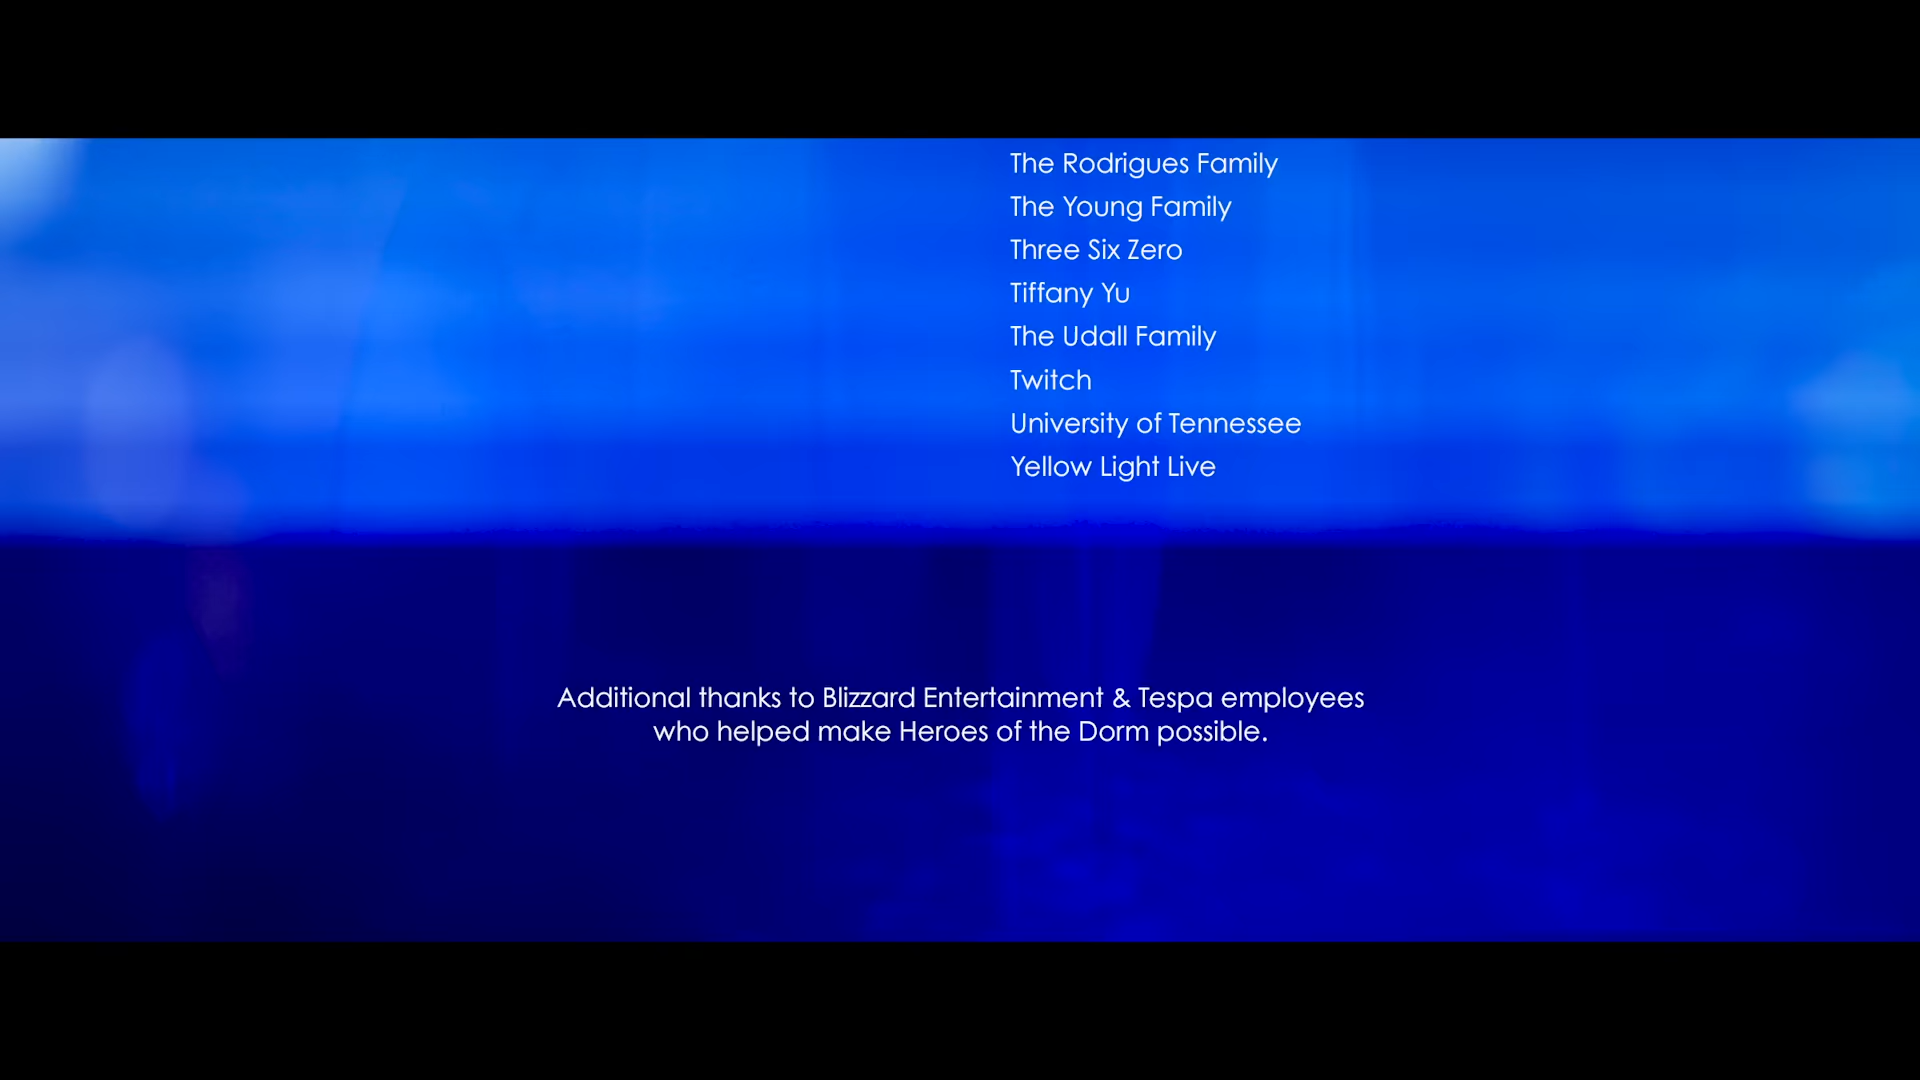 The Rodrigues Family
The Young Family
Three Six Zero
Tiffany Yu
The Udall Family
Twitch
University of Tennessee
Yellow Light Live
Additional thanks to Blizzard Entertainment & Tespa employees
who helped make Heroes of the Dorm possible.